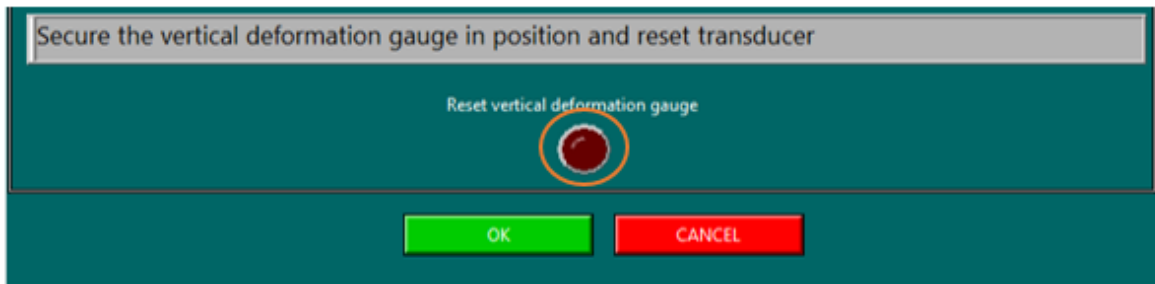 Secure the vertical deformation gauge in position and reset transducer
Reset vertical deformation gauge
OK
CANCEL